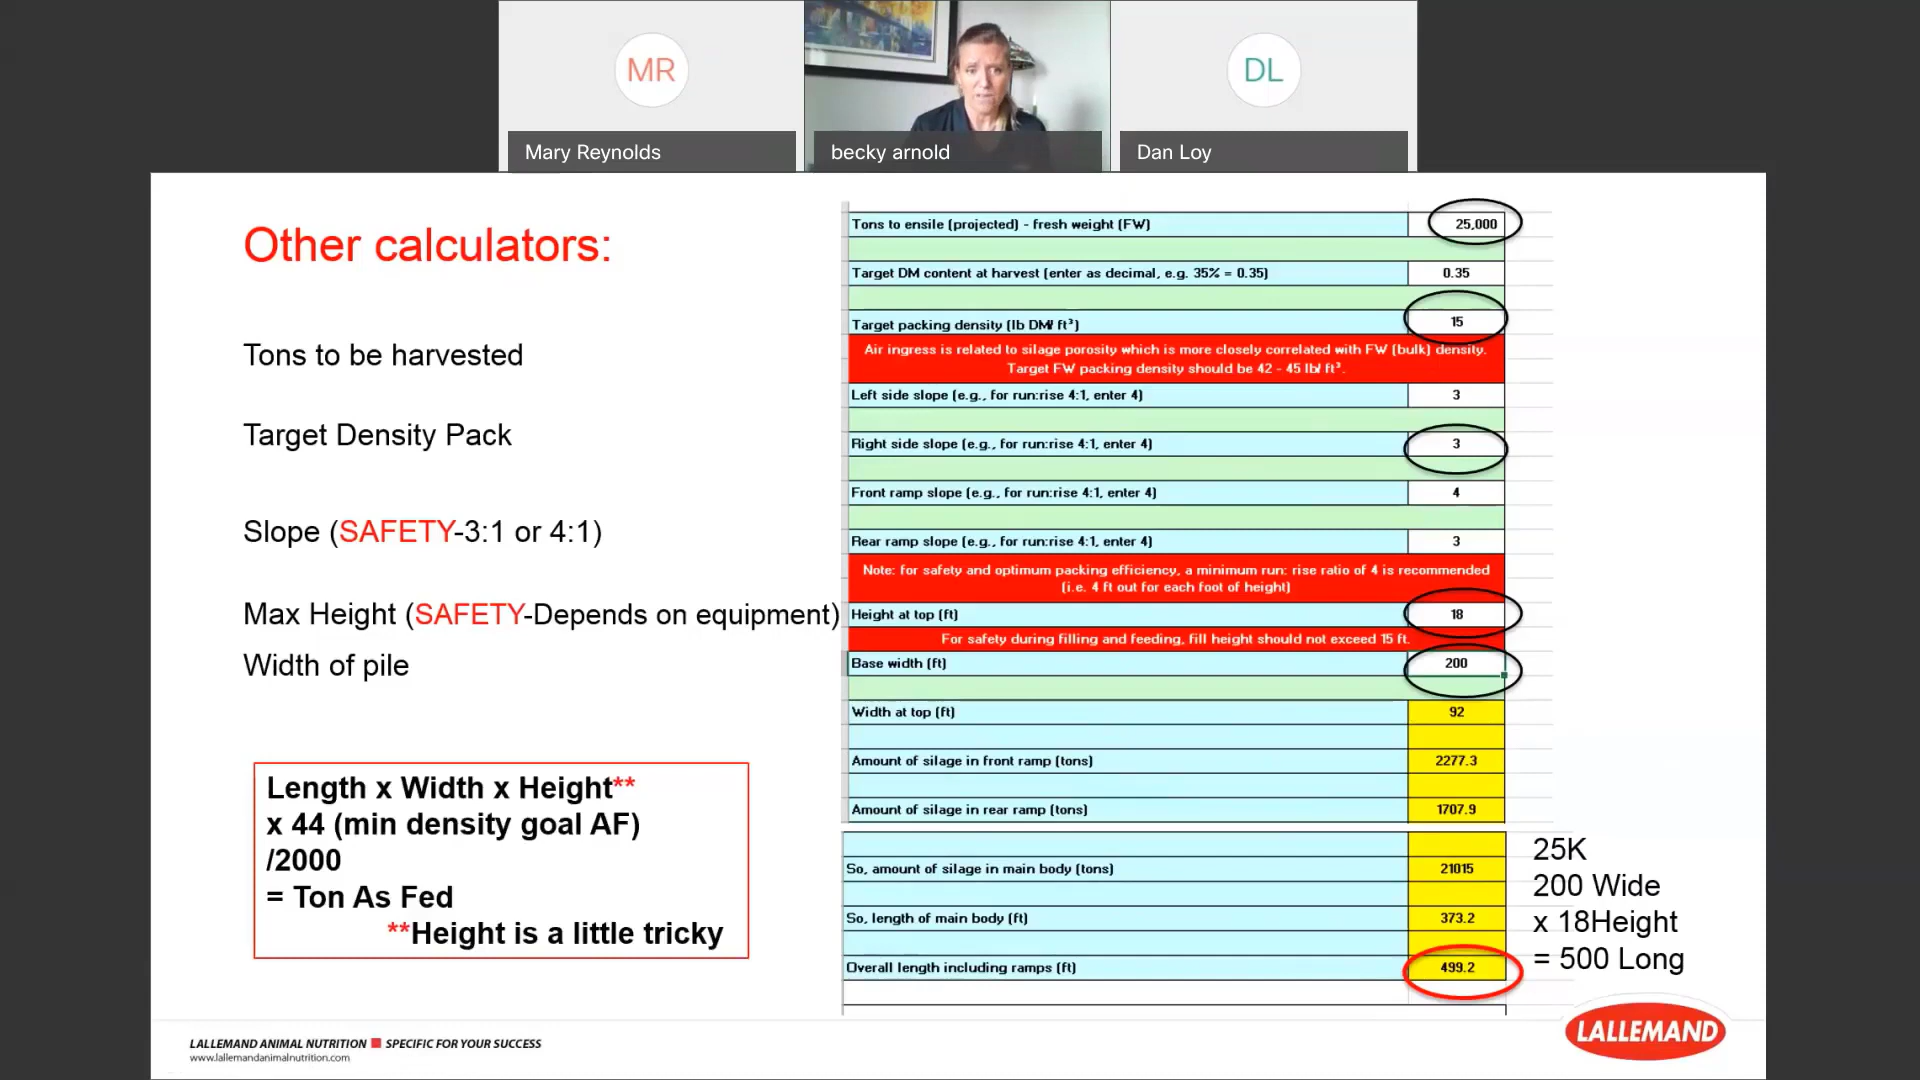 MR
DL
Mary Reynolds
becky arnold
Dan Loy
Other calculators:
Tons to be harvested
Target Density Pack
Slope (SAFETY-3:1 or 4:1)
Max Height (SAFETY-Depends on equipment)
Width of pile
Length x Width x Height**
x 44 (min density goal AF)
/2000
= Ton As Fed
**Height is a little tricky
Tons to ensile (projected) - fresh weight (FW) 25,000
Target DM content at harvest (enter as decimal, e.g. 35% = 0.35) 0.35
Target packing density (lb DM/ ft³) 15
Air ingress is related to silage porosity which is more closely correlated with FW (bulk) density.
Target FW packing density should be 42 - 45 lb/ ft³.
Left side slope (e.g., for run:rise 4:1, enter 4) 3
Right side slope (e.g., for run:rise 4:1, enter 4) 3
Front ramp slope (e.g., for run:rise 4:1, enter 4) 4
Rear ramp slope (e.g., for run:rise 4:1, enter 4) 3
Note: for safety and optimum packing efficiency, a minimum run: rise ratio of 4 is recommended
(i.e. 4 ft out for each foot of height)
Height at top (ft) 18
For safety during filling and feeding, fill height should not exceed 15 ft.
Base width (ft) 200
Width at top (ft) 92
Amount of silage in front ramp (tons) 2277.3
Amount of silage in rear ramp (tons) 1707.9
So, amount of silage in main body (tons) 21015
So, length of main body (ft) 373.2
Overall length including ramps (ft) 499.2
25K
200 Wide
x 18Height
= 500 Long
LALLEMAND ANIMAL NUTRITION SPECIFIC FOR YOUR SUCCESS
www.lallemandanimalnutrition.com
LALLEMAND